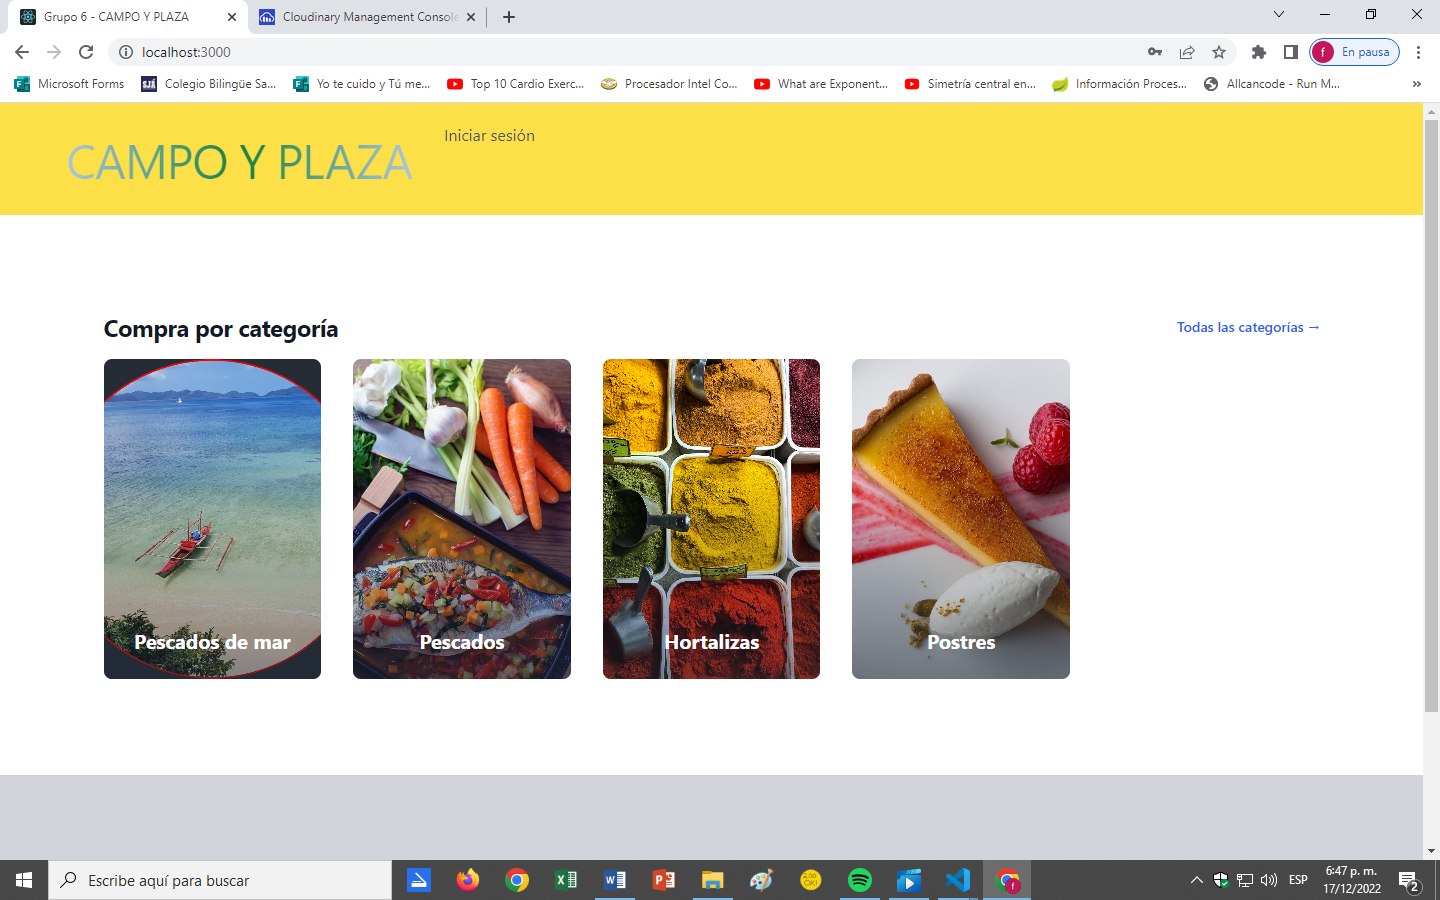 Grupo 6 - CAMPO Y PLAZA
Cloudinary Management Console
localhost:3000
f
En pausa
Microsoft Forms
SJA
Colegio Bilingüe Sa...
Yo te cuido y Tú me...
Top 10 Cardio Exerc...
Procesador Intel Co...
What are Exponent...
Simetría central en...
Información Proces...
Allcancode - Run M...
»
CAMPO Y PLAZA
Iniciar sesión
Compra por categoría
Todas las categorías →
Pescados de mar
Pescados
Hortalizas
Postres
Escribe aquí para buscar
ESP
6:47 p. m.
17/12/2022
2